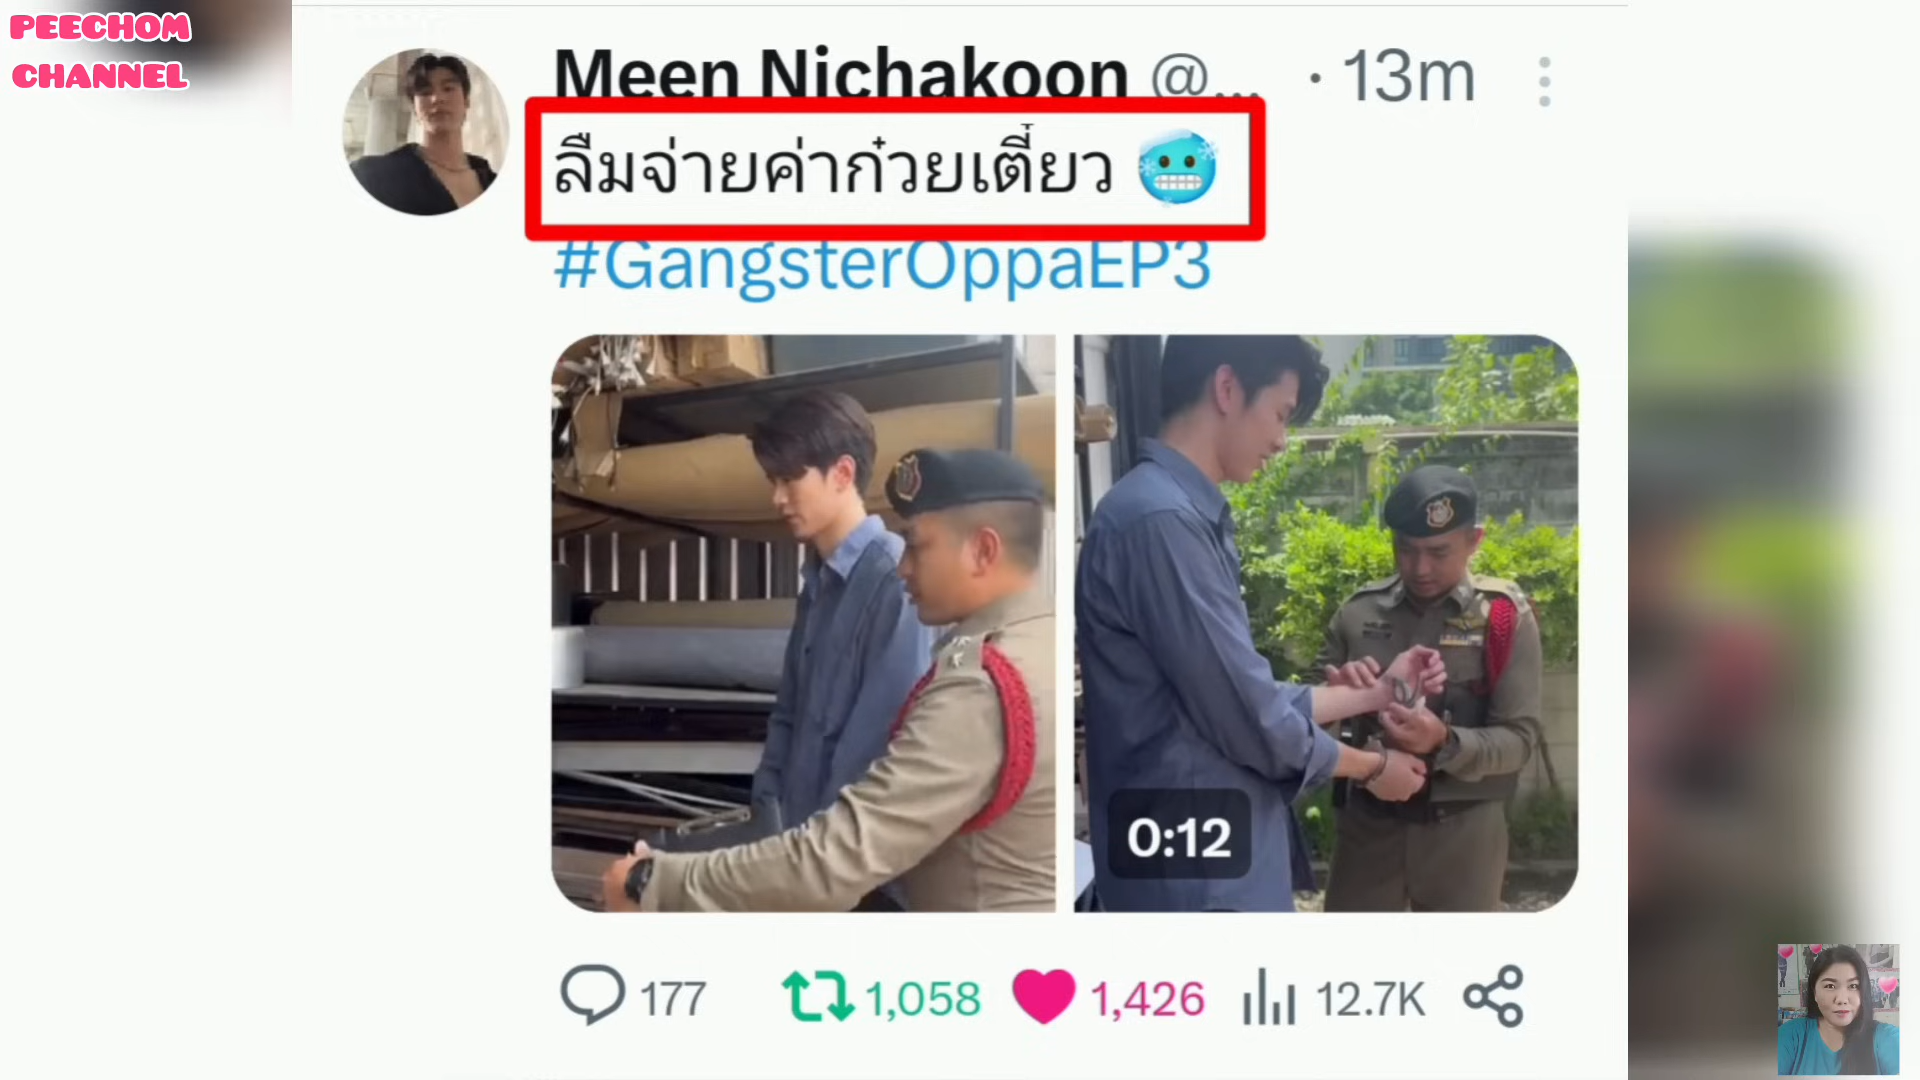 PEECHOM
CHANNEL
Meen Nichakoon @... · 13m
ลืมจ่ายค่าก๋วยเตี๋ยว 🥶
#GangsterOppaEP3
0:12
177 1,058 1,426 12.7K